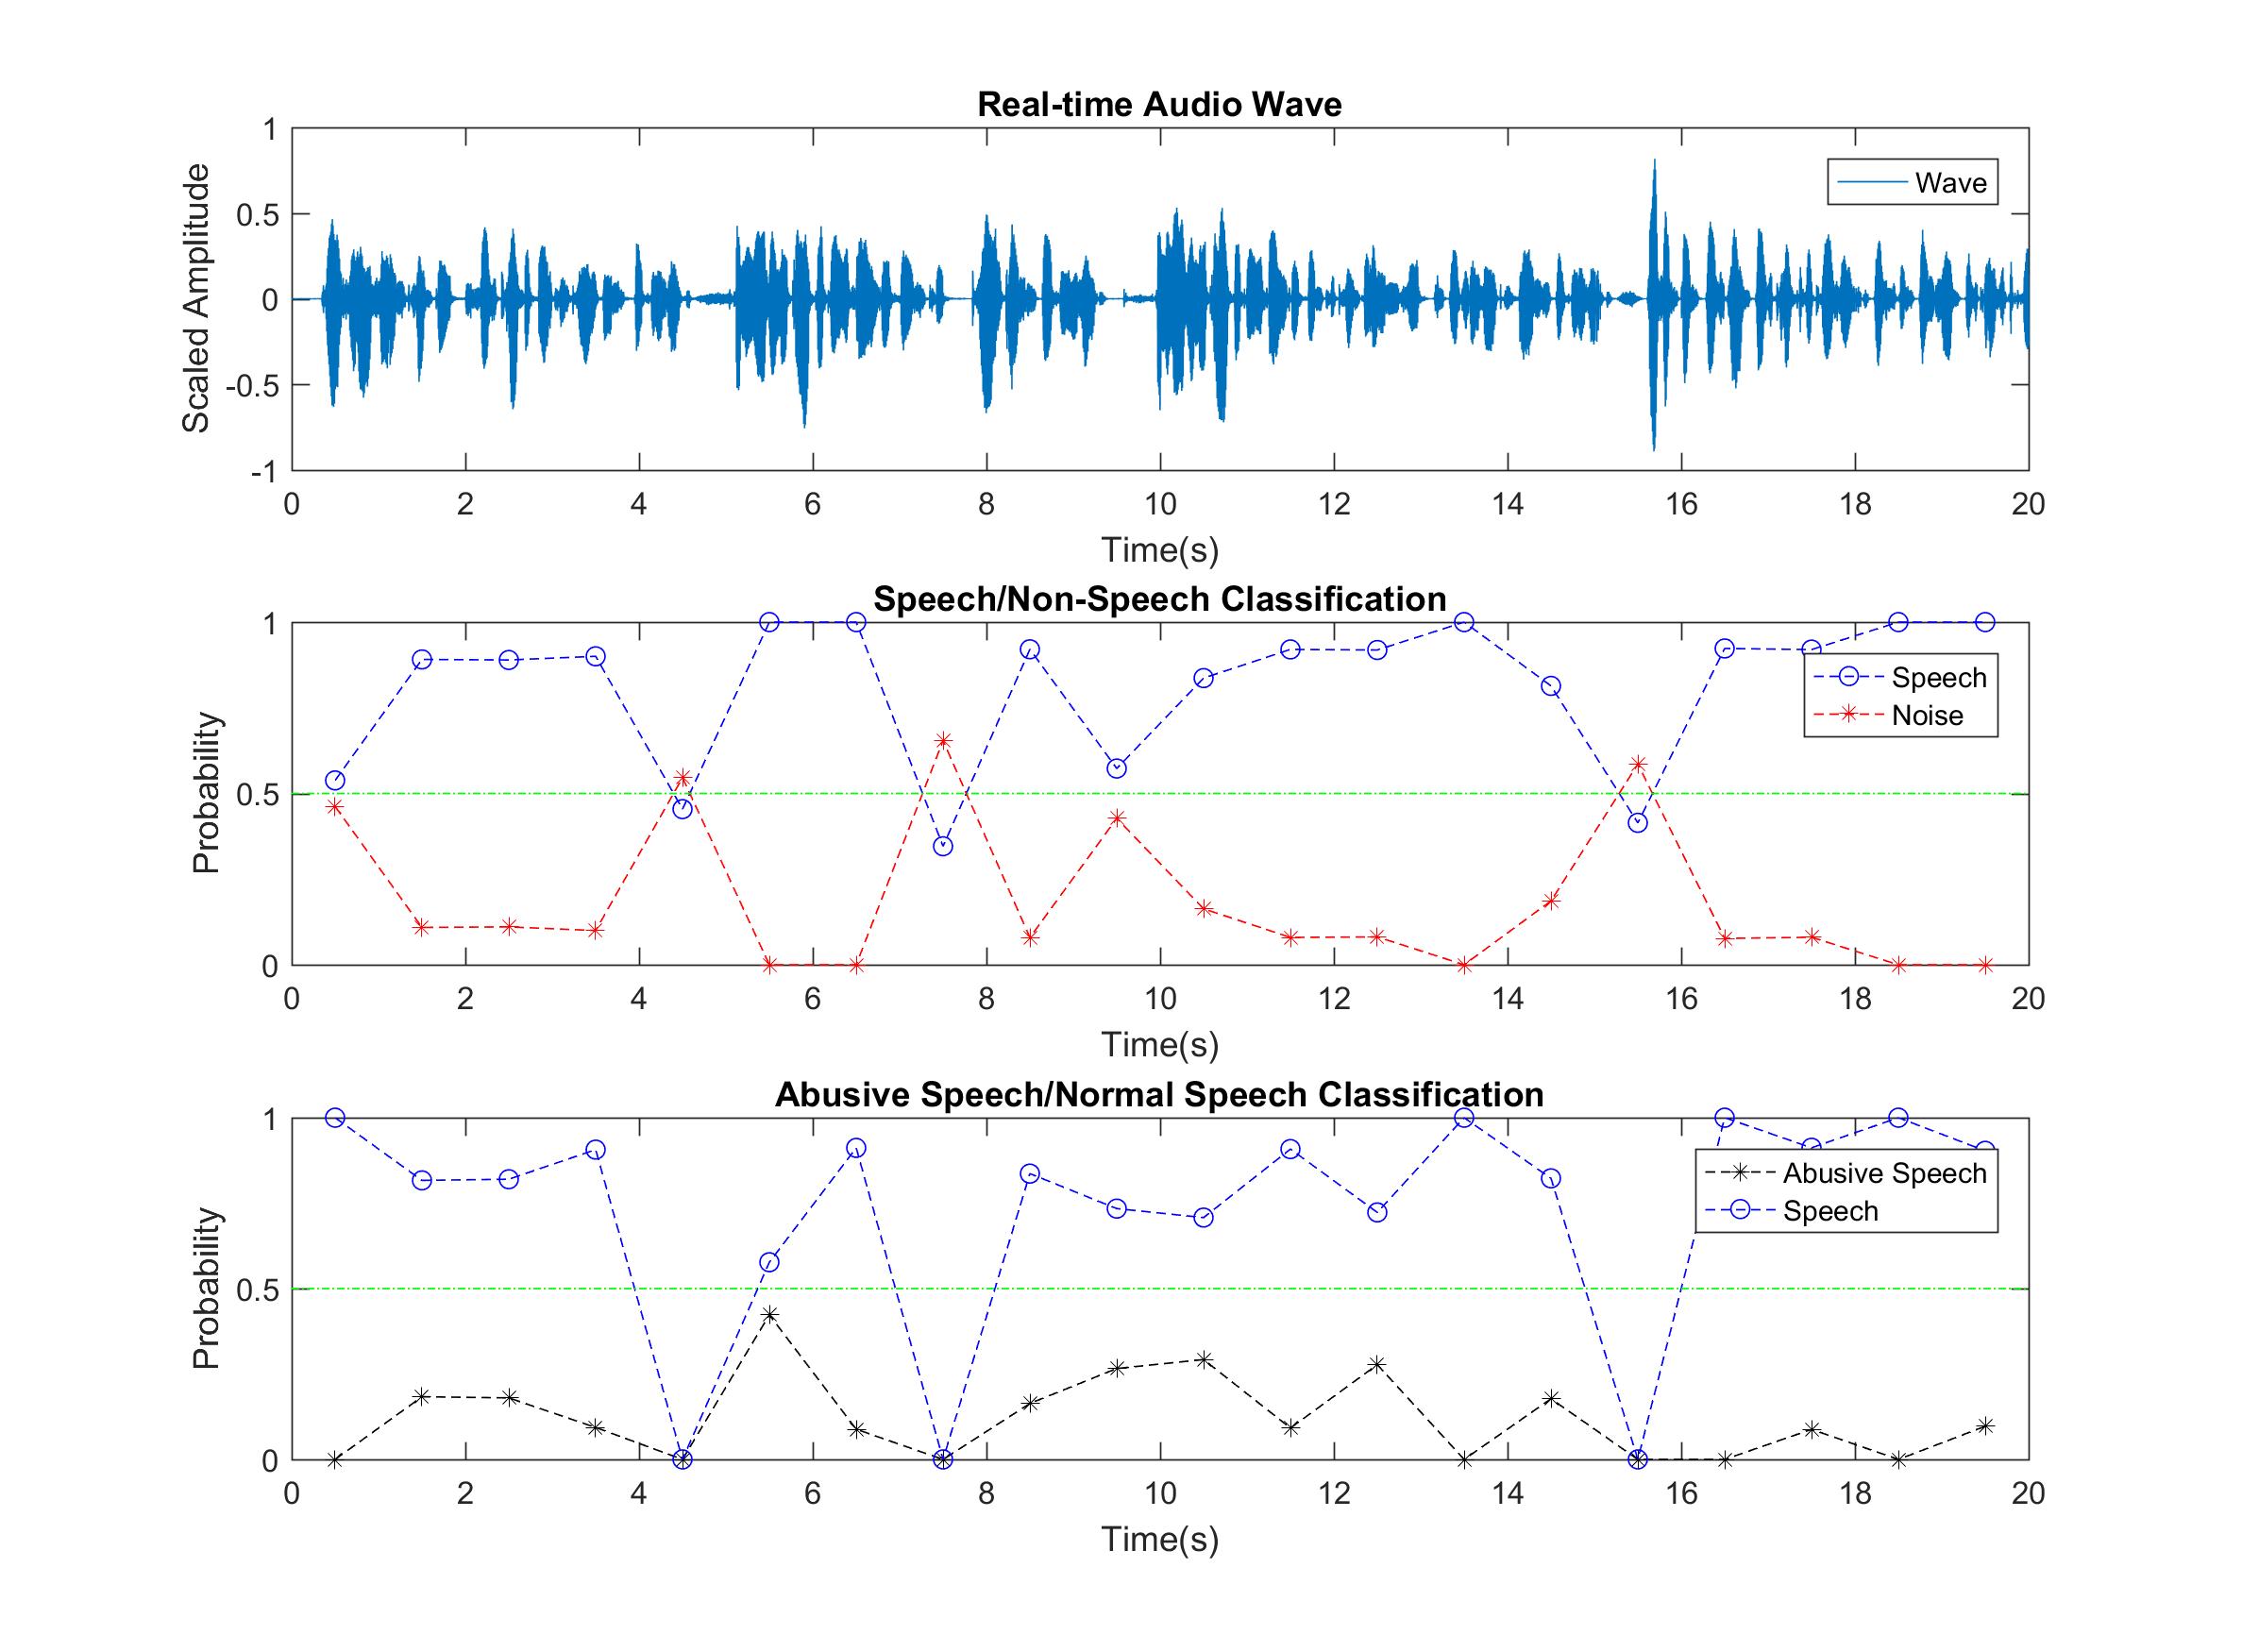 Real-time Audio Wave
Scaled Amplitude
1
0.5
0
-0.5
-1
Wave
0 2 4 6 8 10 12 14 16 18 20
Time(s)
Speech/Non-Speech Classification
Probability
1
0.5
0
Speech
Noise
0 2 4 6 8 10 12 14 16 18 20
Time(s)
Abusive Speech/Normal Speech Classification
Probability
1
0.5
0
Abusive Speech
Speech
0 2 4 6 8 10 12 14 16 18 20
Time(s)